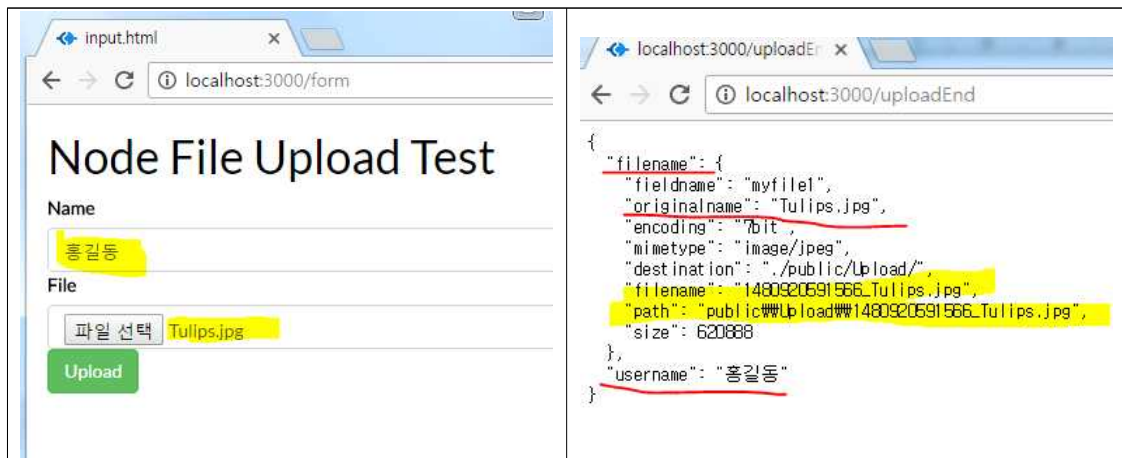 input.html
localhost:3000/form
Node File Upload Test
Name
홍길동
File
파일 선택 Tulips.jpg
Upload
localhost:3000/uploadEn
localhost:3000/uploadEnd
{
"filename": {
"fieldname": "myfile1",
"originalname": "Tulips.jpg",
"encoding": "7bit",
"mimetype": "image/jpeg",
"destination": "./public/Upload/",
"filename": "1480920591566_Tulips.jpg",
"path": "public₩₩Upload₩₩1480920591566_Tulips.jpg",
"size": 620888
},
"username": "홍길동"
}